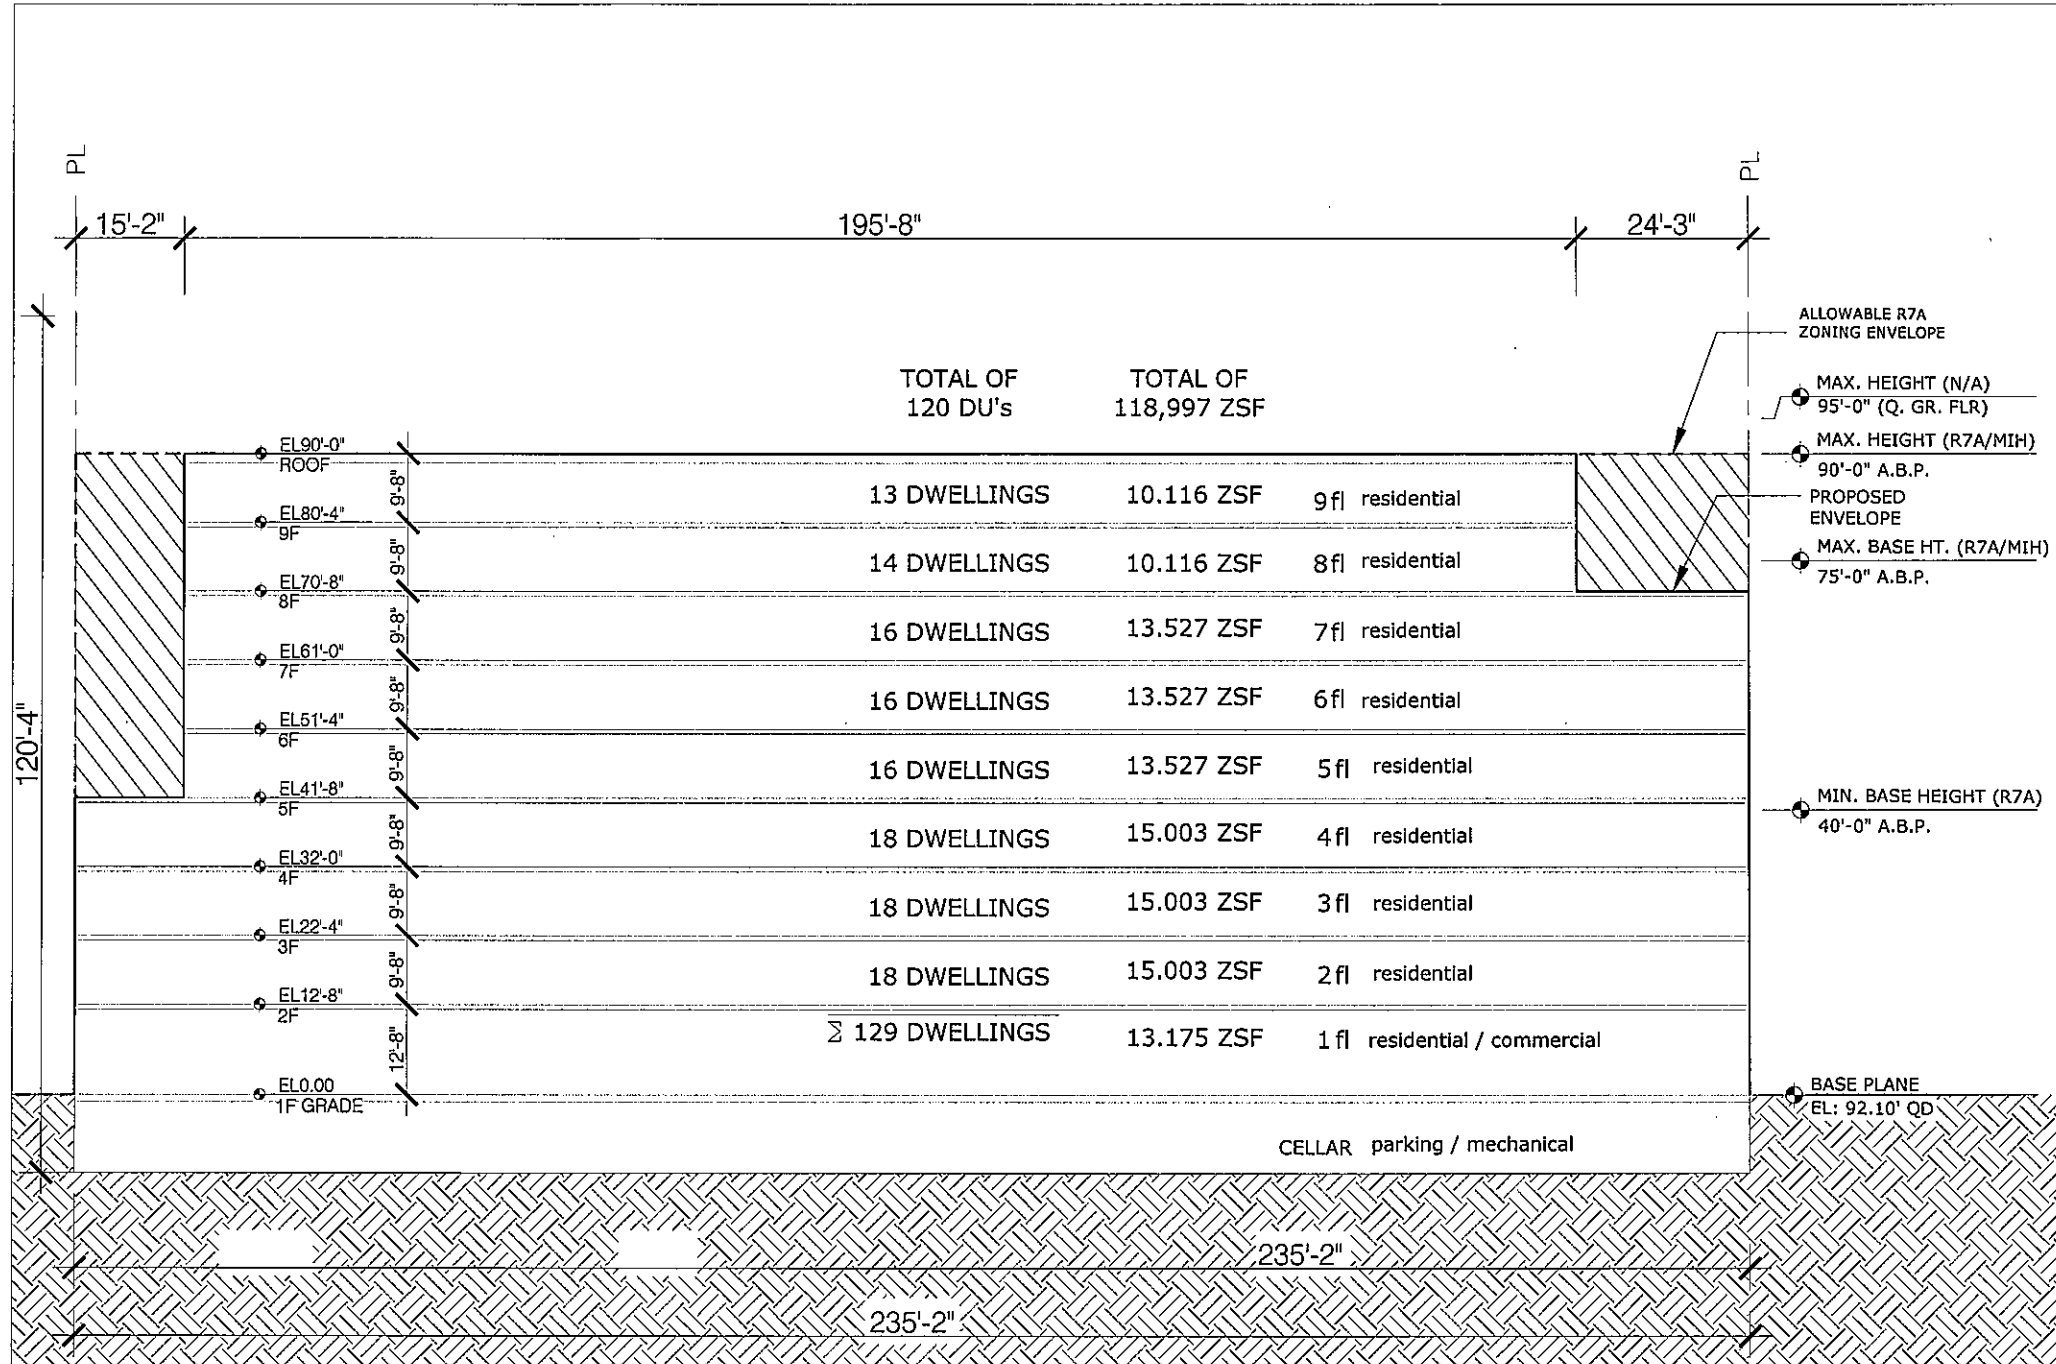 PL
PL
15'-2"
195'-8"
24'-3"
ALLOWABLE R7A
ZONING ENVELOPE
TOTAL OF
120 DU's
TOTAL OF
118,997 ZSF
MAX. HEIGHT (N/A)
95'-0" (Q. GR. FLR)
EL90'-0"
ROOF
MAX. HEIGHT (R7A/MIH)
90'-0" A.B.P.
9'-8"
13 DWELLINGS 10.116 ZSF 9fl residential
PROPOSED
ENVELOPE
EL80'-4"
9F
MAX. BASE HT. (R7A/MIH)
75'-0" A.B.P.
9'-8"
14 DWELLINGS 10.116 ZSF 8fl residential
EL70'-8"
8F
9'-8"
16 DWELLINGS 13.527 ZSF 7fl residential
EL61'-0"
7F
9'-8"
16 DWELLINGS 13.527 ZSF 6fl residential
EL51'-4"
6F
120'-4"
9'-8"
16 DWELLINGS 13.527 ZSF 5fl residential
EL41'-8"
5F
MIN. BASE HEIGHT (R7A)
40'-0" A.B.P.
9'-8"
18 DWELLINGS 15.003 ZSF 4fl residential
EL32'-0"
4F
9'-8"
18 DWELLINGS 15.003 ZSF 3fl residential
EL22'-4"
3F
9'-8"
18 DWELLINGS 15.003 ZSF 2fl residential
EL12'-8"
2F
12'-8"
Σ 129 DWELLINGS 13.175 ZSF 1fl residential / commercial
EL0.00
1F GRADE
BASE PLANE
EL: 92.10' QD
CELLAR parking / mechanical
235'-2"
235'-2"